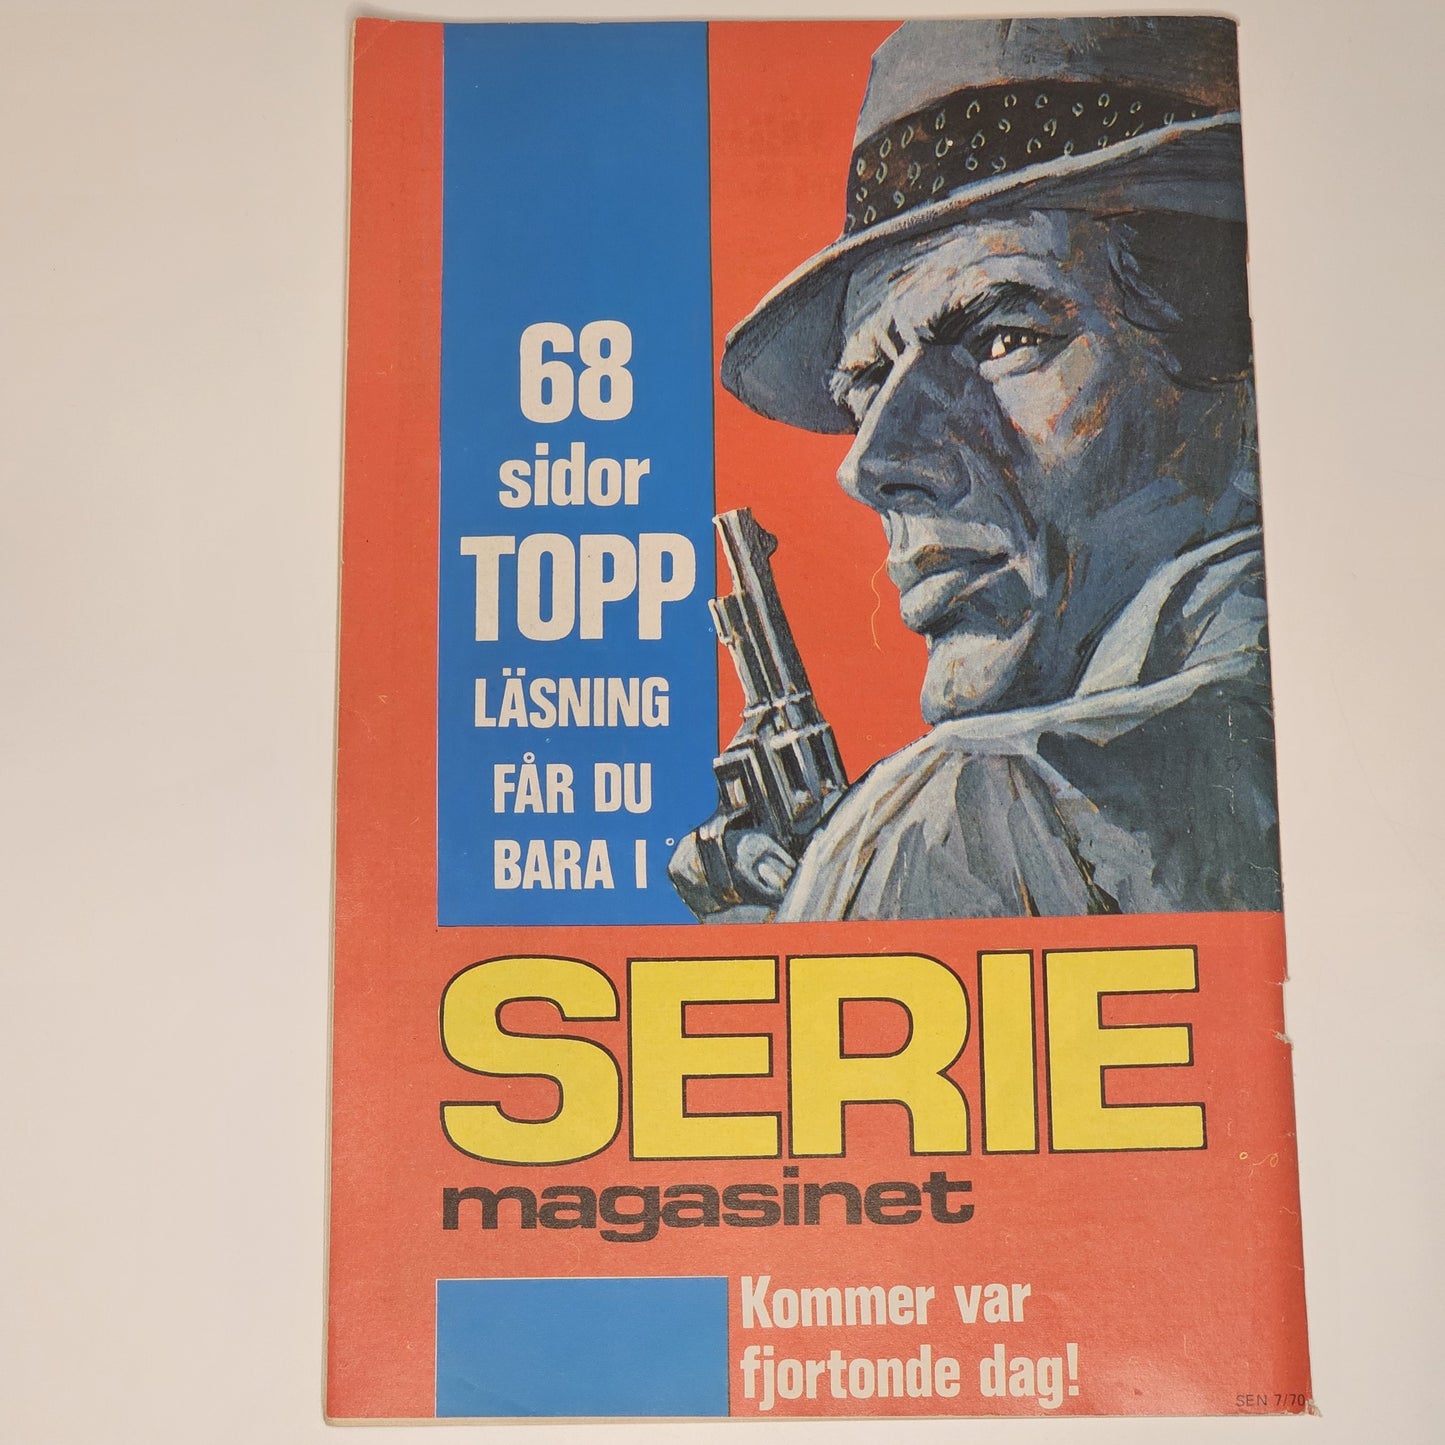 68
sidor
TOPP
LÄSNING
FÅR DU
BARA I
SERIE
magasinet
Kommer var
fjortonde dag!
SEN 7/70